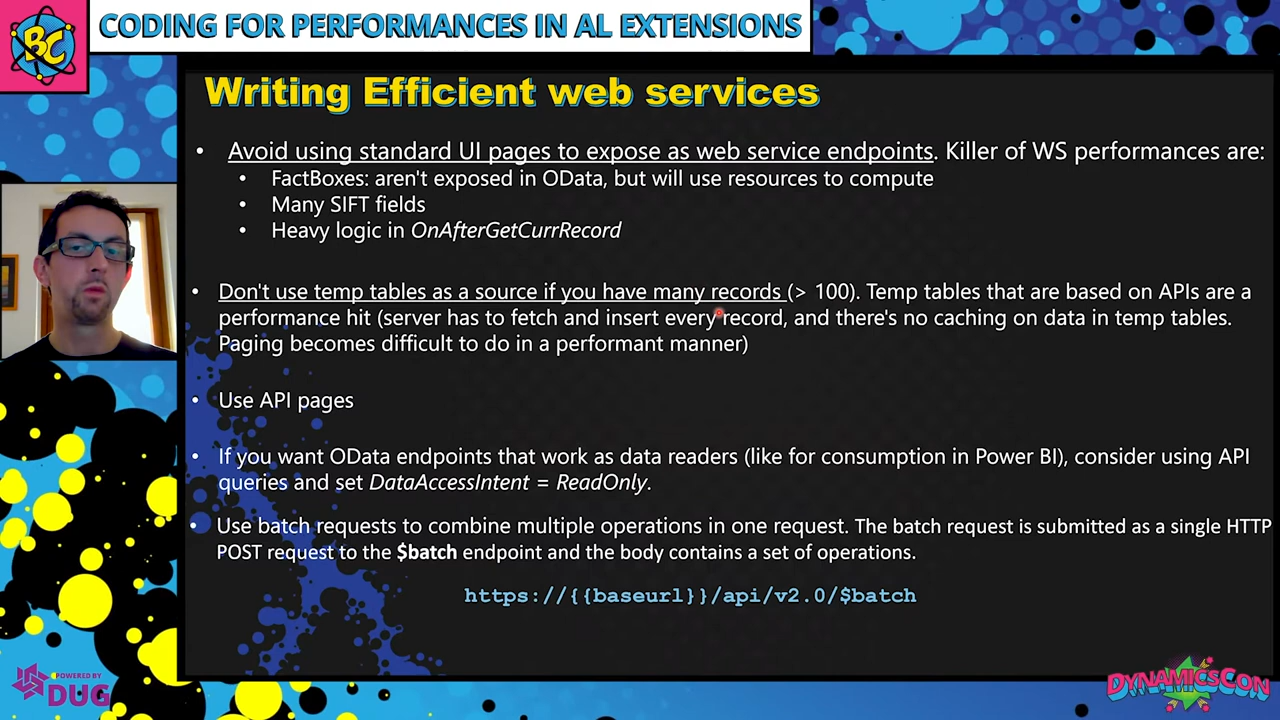 BC
CODING FOR PERFORMANCES IN AL EXTENSIONS
Writing Efficient web services
• Avoid using standard UI pages to expose as web service endpoints. Killer of WS performances are:
• FactBoxes: aren't exposed in OData, but will use resources to compute
• Many SIFT fields
• Heavy logic in OnAfterGetCurrRecord
• Don't use temp tables as a source if you have many records (> 100). Temp tables that are based on APIs are a
performance hit (server has to fetch and insert every record, and there's no caching on data in temp tables.
Paging becomes difficult to do in a performant manner)
• Use API pages
• If you want OData endpoints that work as data readers (like for consumption in Power BI), consider using API
queries and set DataAccessIntent = ReadOnly.
• Use batch requests to combine multiple operations in one request. The batch request is submitted as a single HTTP
POST request to the $batch endpoint and the body contains a set of operations.
https://{{baseurl}}/api/v2.0/$batch
POWERED BY
DUG
DYNAMICSCON